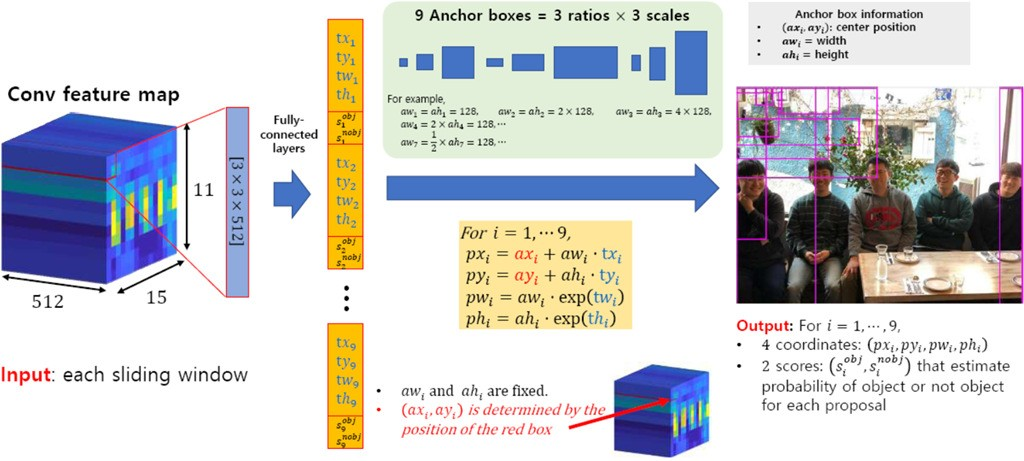 Conv feature map
11
512
15
[3 × 3 × 512]
Input: each sliding window
Fully-
connected
layers
tx₁
ty₁
tw₁
th₁
s₁ᵒᵇʲ
s₁ⁿᵒᵇʲ
tx₂
ty₂
tw₂
th₂
s₂ᵒᵇʲ
s₂ⁿᵒᵇʲ
⋮
tx₉
ty₉
tw₉
th₉
s₉ᵒᵇʲ
s₉ⁿᵒᵇʲ
9 Anchor boxes = 3 ratios × 3 scales
For example,
aw₁ = ah₁ = 128, aw₂ = ah₂ = 2 × 128, aw₃ = ah₃ = 4 × 128,
aw₄ = 2 × ah₄ = 128, ⋯
aw₇ = 1/2 × ah₇ = 128, ⋯
For i = 1, ⋯ 9,
pxᵢ = axᵢ + awᵢ · txᵢ
pyᵢ = ayᵢ + ahᵢ · tyᵢ
pwᵢ = awᵢ · exp(twᵢ)
phᵢ = ahᵢ · exp(thᵢ)
• awᵢ and ahᵢ are fixed.
• (axᵢ, ayᵢ) is determined by the
position of the red box
Anchor box information
• (axᵢ, ayᵢ): center position
• awᵢ = width
• ahᵢ = height
Output: For i = 1, ⋯, 9,
• 4 coordinates: (pxᵢ, pyᵢ, pwᵢ, phᵢ)
• 2 scores: (sᵢᵒᵇʲ, sᵢⁿᵒᵇʲ) that estimate
probability of object or not object
for each proposal